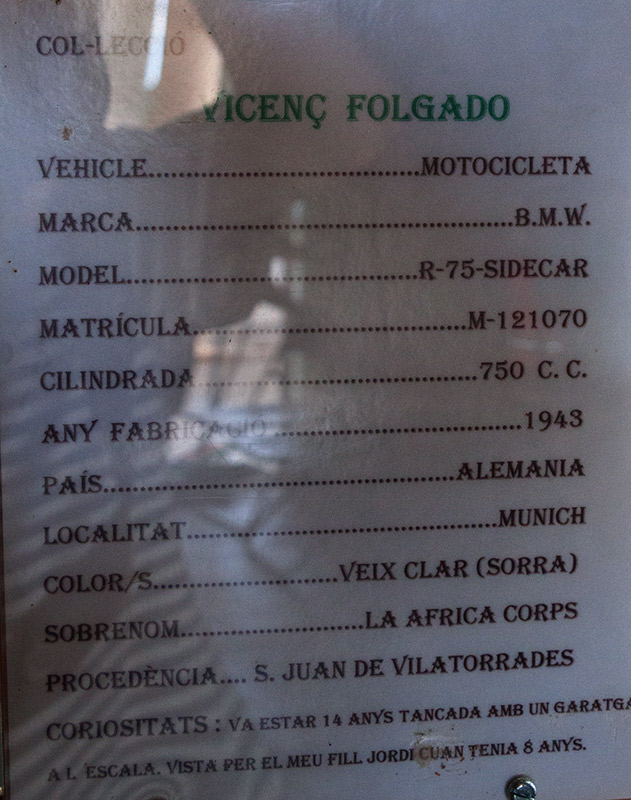 COL-LECCIÓ
VICENÇ FOLGADO
VEHICLE..............................MOTOCICLETA
MARCA..........................................B.M.W.
MODEL................................R-75-SIDECAR
MATRÍCULA..............................M-121070
CILINDRADA...............................750 C.C.
ANY FABRICACIÓ............................1943
PAÍS.......................................ALEMANIA
LOCALITAT..................................MUNICH
COLOR/S....................VEIX CLAR (SORRA)
SOBRENOM....................LA AFRICA CORPS
PROCEDÈNCIA.... S. JUAN DE VILATORRADES
CORIOSITATS : VA ESTAR 14 ANYS TANCADA AMB UN GARATGA
A L ESCALA. VISTA PER EL MEU FILL JORDI CUAN TENIA 8 ANYS.